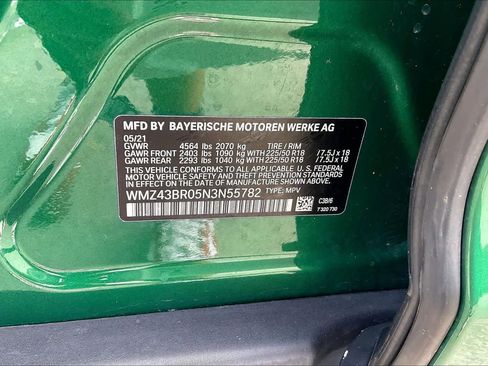 MFD BY BAYERISCHE MOTOREN WERKE AG
05/21
GVWR 4564 lbs 2070 kg TIRE / RIM
GAWR FRONT 2403 lbs 1090 kg WITH 225/50 R18 /7.5J x 18
GAWR REAR 2293 lbs 1040 kg WITH 225/50 R18 /7.5J x 18
THIS VEHICLE CONFORMS TO ALL APPLICABLE U.S. FEDERAL
MOTOR VEHICLE SAFETY, BUMPER, AND THEFT PREVENTION
STANDARDS IN EFFECT ON THE DATE OF MANUFACTURE SHOWN ABOVE.
WMZ43BR05N3N55782 TYPE: MPV
C3B/6
7 320 730